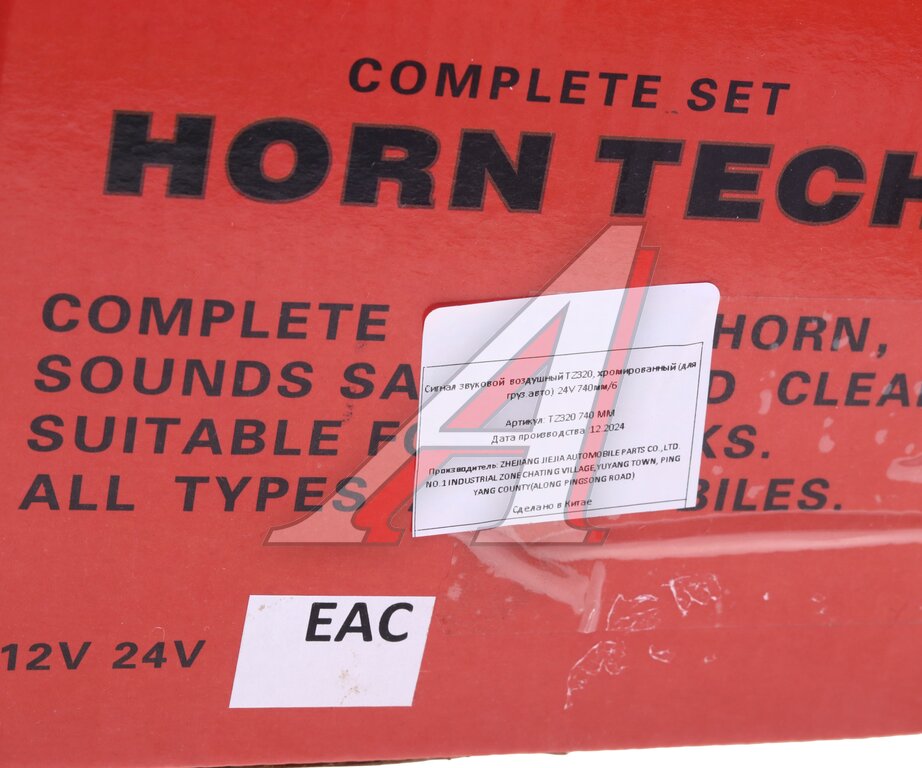 COMPLETE SET
HORN TECH
COMPLETE HORN,
SOUNDS SA D CLEA
SUITABLE FO KS.
ALL TYPES BILES.
Сигнал звуковой воздушный TZ320, хромированный (для
груз авто) 24V 740мм/6
Артикул: TZ320 740 MM
Дата производства: 12.2024
Производитель: ZHEJIANG JIEJIA AUTOMOBILE PARTS CO.,LTD.
NO.1 INDUSTRIAL ZONE CHATING VILLAGE,YUYANG TOWN, PING
YANG COUNTY(ALONG PINGSONG ROAD)
Сделано в Китае
EAC
12V 24V